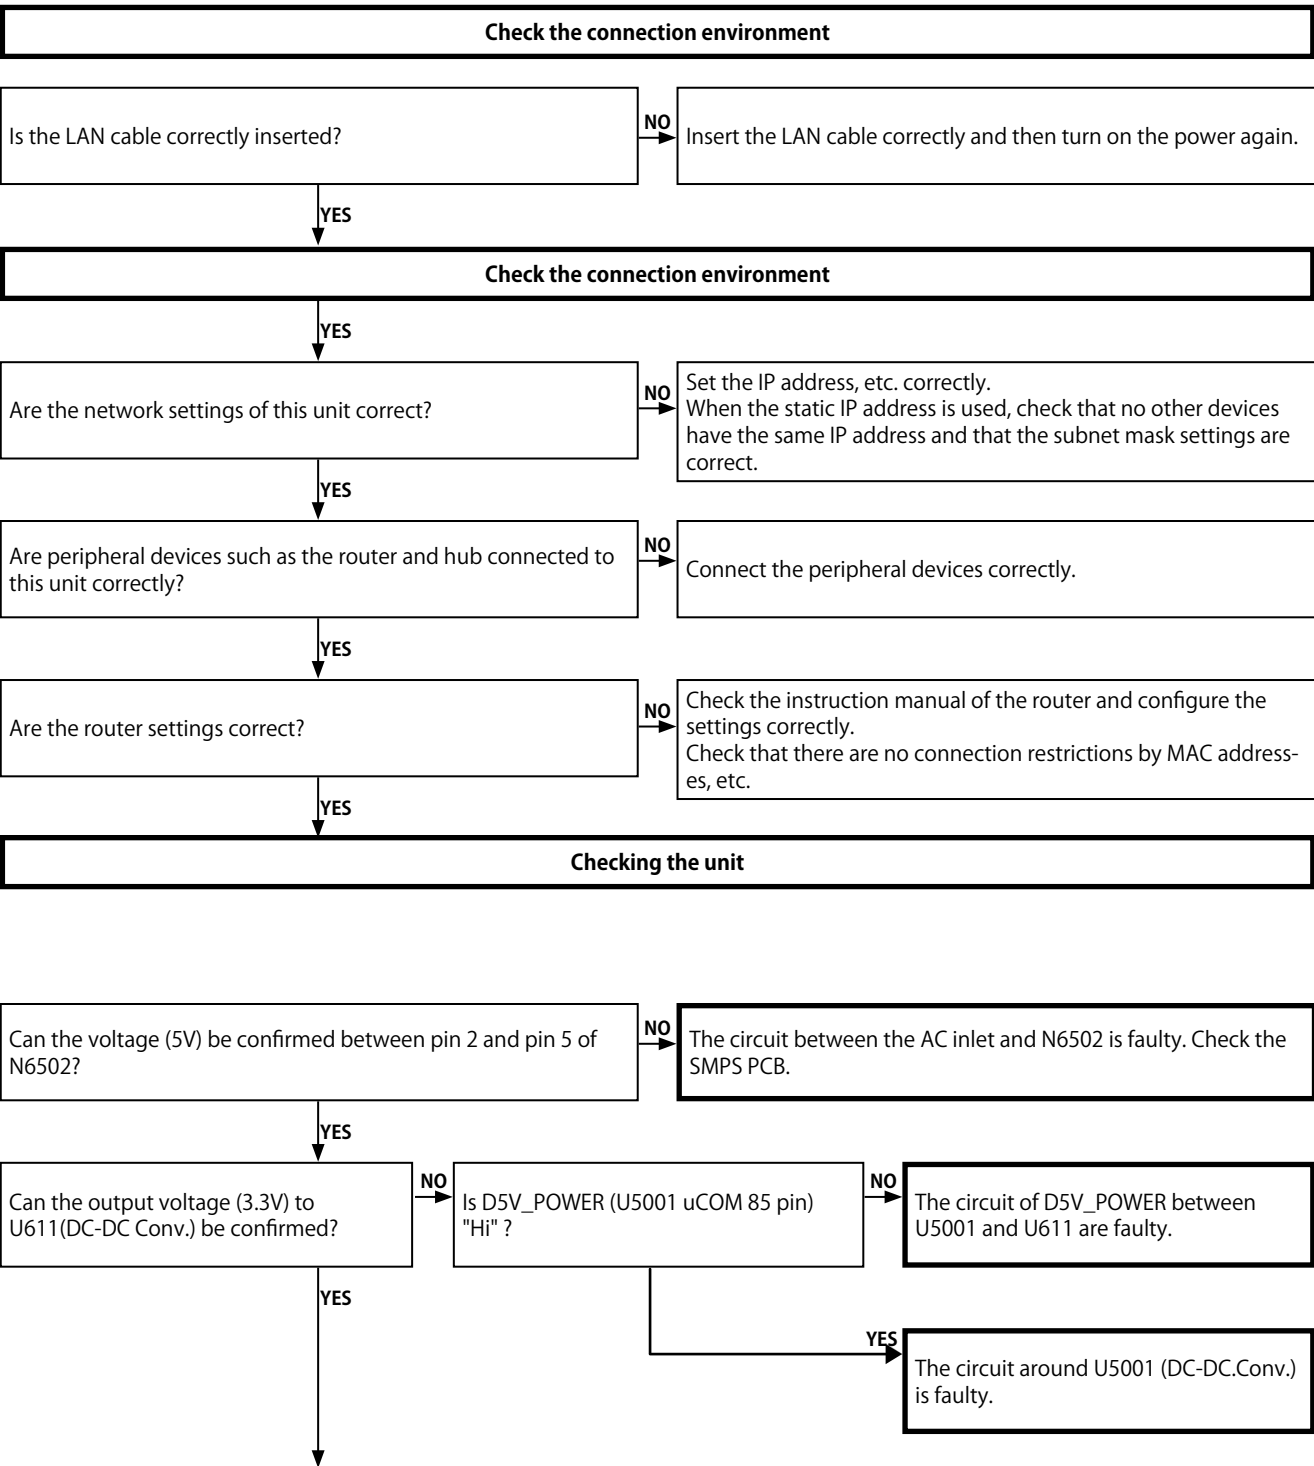 Check the connection environment
Is the LAN cable correctly inserted?
NO
Insert the LAN cable correctly and then turn on the power again.
YES
Check the connection environment
YES
Are the network settings of this unit correct?
NO
Set the IP address, etc. correctly.
When the static IP address is used, check that no other devices
have the same IP address and that the subnet mask settings are
correct.
YES
Are peripheral devices such as the router and hub connected to
this unit correctly?
NO
Connect the peripheral devices correctly.
YES
Are the router settings correct?
NO
Check the instruction manual of the router and configure the
settings correctly.
Check that there are no connection restrictions by MAC address-
es, etc.
YES
Checking the unit
Can the voltage (5V) be confirmed between pin 2 and pin 5 of
N6502?
NO
The circuit between the AC inlet and N6502 is faulty. Check the
SMPS PCB.
YES
Can the output voltage (3.3V) to
U611(DC-DC Conv.) be confirmed?
NO
Is D5V_POWER (U5001 uCOM 85 pin)
"Hi" ?
NO
The circuit of D5V_POWER between
U5001 and U611 are faulty.
YES
YES
The circuit around U5001 (DC-DC.Conv.)
is faulty.